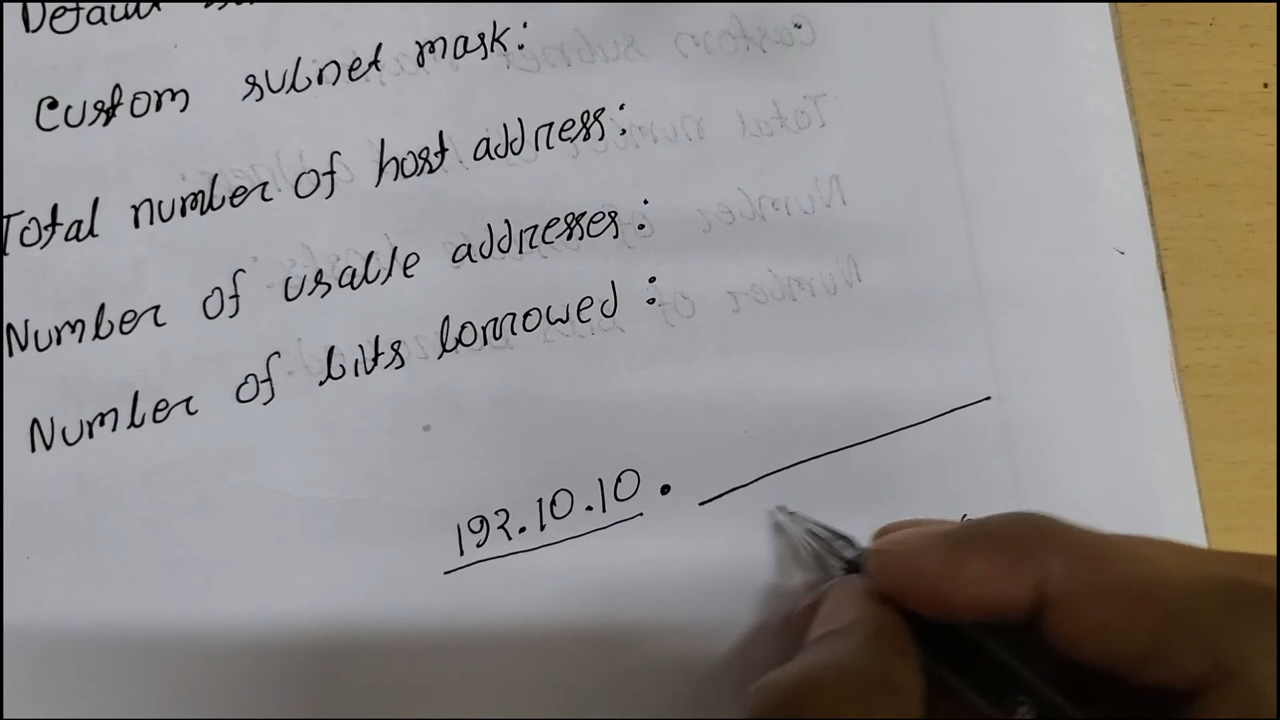 Default
Custom subnet mask:
Total number of host address:
Number of usable addresses:
Number of bits borrowed:
192.10.10.